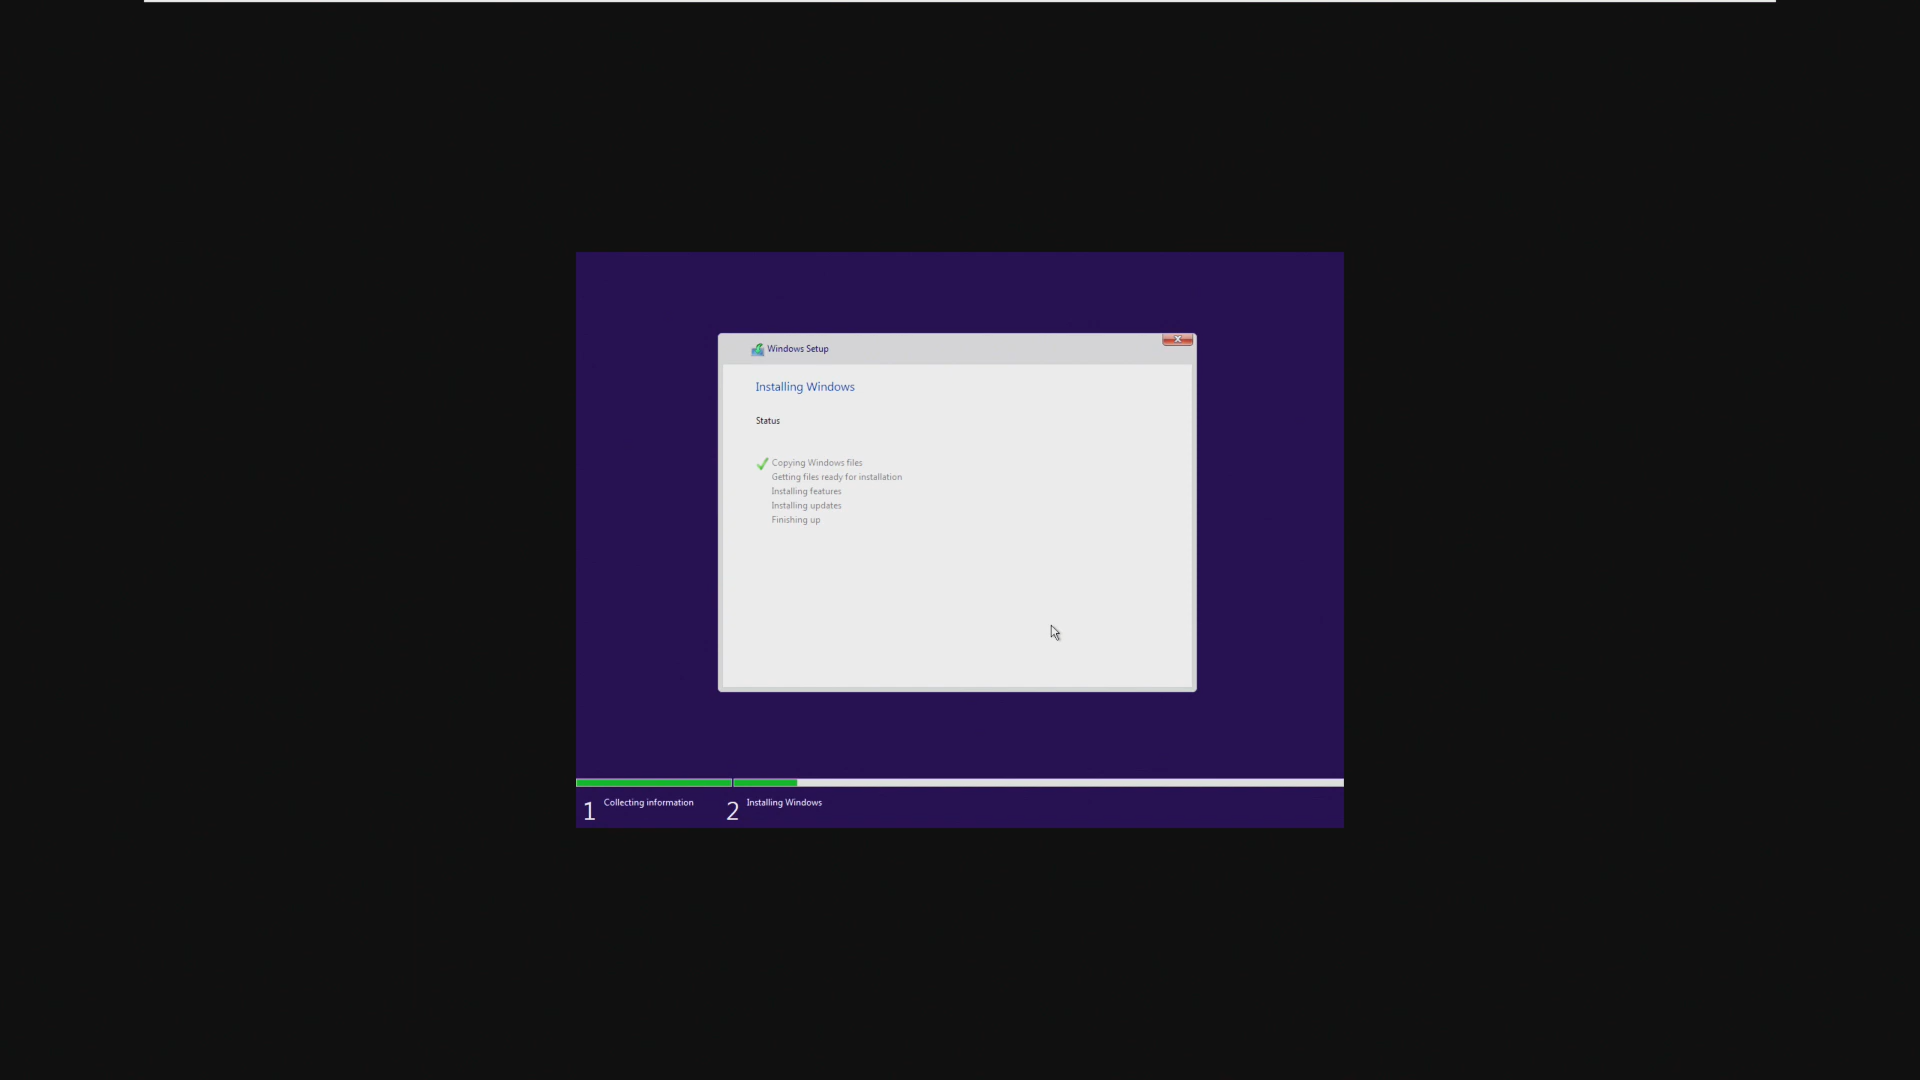 Windows Setup
Installing Windows
Status
Copying Windows files
Getting files ready for installation
Installing features
Installing updates
Finishing up
1 Collecting information
2 Installing Windows